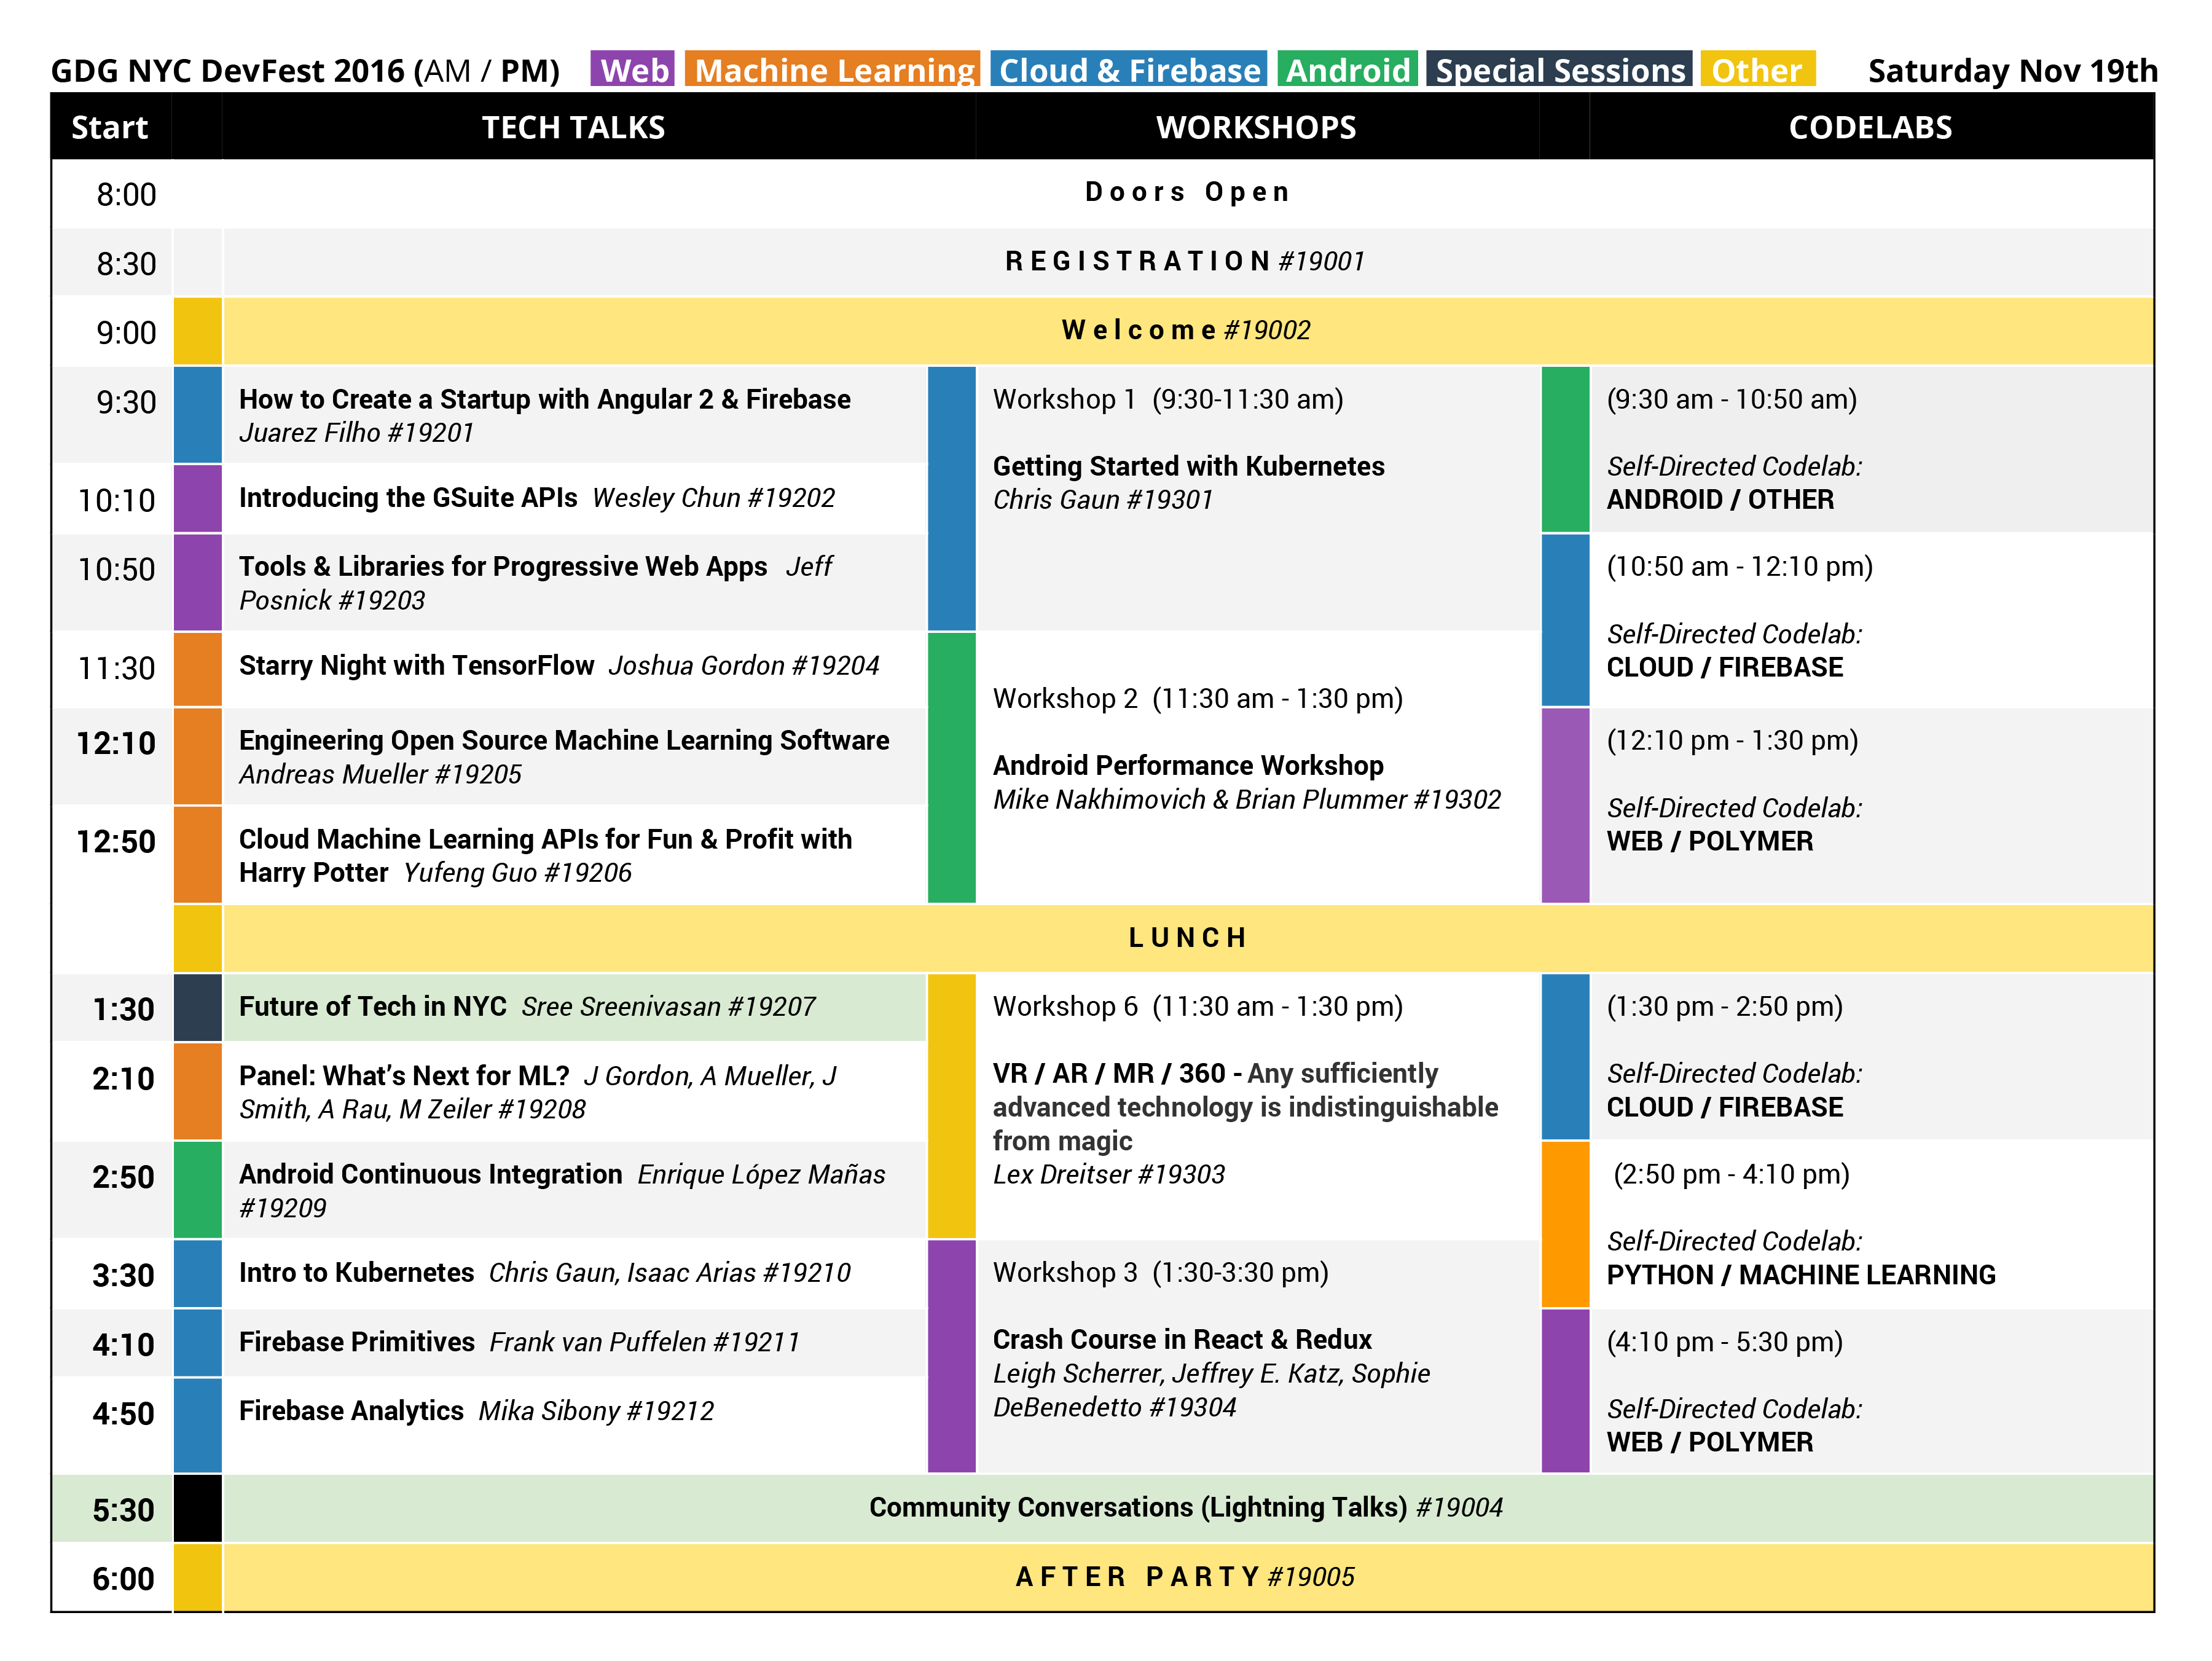 GDG NYC DevFest 2016 (AM / PM) Web Machine Learning Cloud & Firebase Android Special Sessions Other Saturday Nov 19th
Start TECH TALKS WORKSHOPS CODELABS
8:00 Doors Open
8:30 REGISTRATION #19001
9:00 Welcome #19002
9:30
How to Create a Startup with Angular 2 & Firebase
Juarez Filho #19201
10:10
Introducing the GSuite APIs Wesley Chun #19202
10:50
Tools & Libraries for Progressive Web Apps Jeff
Posnick #19203
11:30
Starry Night with TensorFlow Joshua Gordon #19204
12:10
Engineering Open Source Machine Learning Software
Andreas Mueller #19205
12:50
Cloud Machine Learning APIs for Fun & Profit with
Harry Potter Yufeng Guo #19206
Workshop 1 (9:30-11:30 am)
Getting Started with Kubernetes
Chris Gaun #19301
Workshop 2 (11:30 am - 1:30 pm)
Android Performance Workshop
Mike Nakhimovich & Brian Plummer #19302
(9:30 am - 10:50 am)
Self-Directed Codelab:
ANDROID / OTHER
(10:50 am - 12:10 pm)
Self-Directed Codelab:
CLOUD / FIREBASE
(12:10 pm - 1:30 pm)
Self-Directed Codelab:
WEB / POLYMER
LUNCH
1:30
Future of Tech in NYC Sree Sreenivasan #19207
2:10
Panel: What’s Next for ML? J Gordon, A Mueller, J
Smith, A Rau, M Zeiler #19208
2:50
Android Continuous Integration Enrique López Mañas
#19209
3:30
Intro to Kubernetes Chris Gaun, Isaac Arias #19210
4:10
Firebase Primitives Frank van Puffelen #19211
4:50
Firebase Analytics Mika Sibony #19212
Workshop 6 (11:30 am - 1:30 pm)
VR / AR / MR / 360 - Any sufficiently
advanced technology is indistinguishable
from magic
Lex Dreitser #19303
Workshop 3 (1:30-3:30 pm)
Crash Course in React & Redux
Leigh Scherrer, Jeffrey E. Katz, Sophie
DeBenedetto #19304
(1:30 pm - 2:50 pm)
Self-Directed Codelab:
CLOUD / FIREBASE
(2:50 pm - 4:10 pm)
Self-Directed Codelab:
PYTHON / MACHINE LEARNING
(4:10 pm - 5:30 pm)
Self-Directed Codelab:
WEB / POLYMER
5:30 Community Conversations (Lightning Talks) #19004
6:00 AFTER PARTY #19005